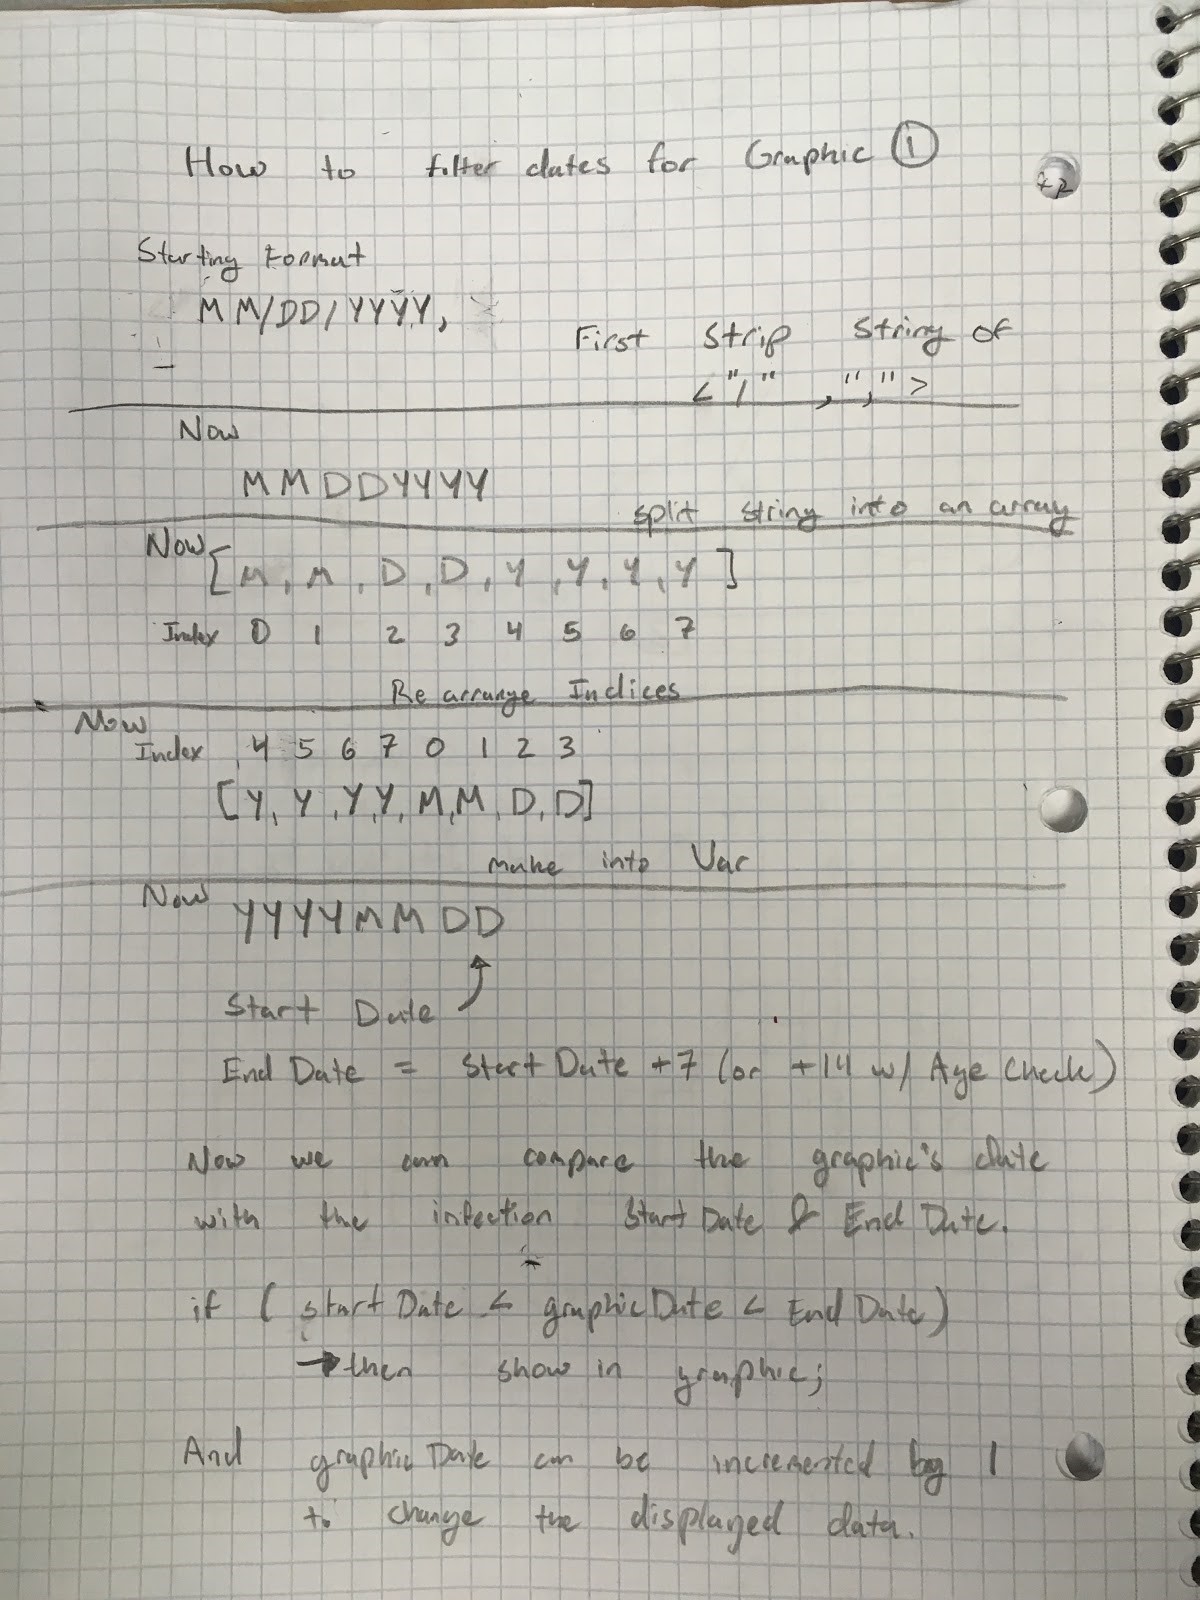 How to filter dates for Graphic ①
Starting Format
MM/DD/YYYY,
First Strip String of
<"/" , ",">
Now
MMDDYYYY
split string into an array
Now [M, M, D, D, Y, Y, Y, Y]
Index 0 1 2 3 4 5 6 7
Re arrange Indices
Now
Index 4 5 6 7 0 1 2 3
[Y, Y, Y, Y, M, M, D, D]
make into Var
Now YYYYMMDD
Start Date
End Date = Start Date +7 (or +14 w/ Age Check)
Now we can compare the graphic's date
with the infection Start Date & End Date.
if ( start Date < graphic Date < End Date)
→ then show in graphic;
And graphic Date can be incremented by 1
to change the displayed data.